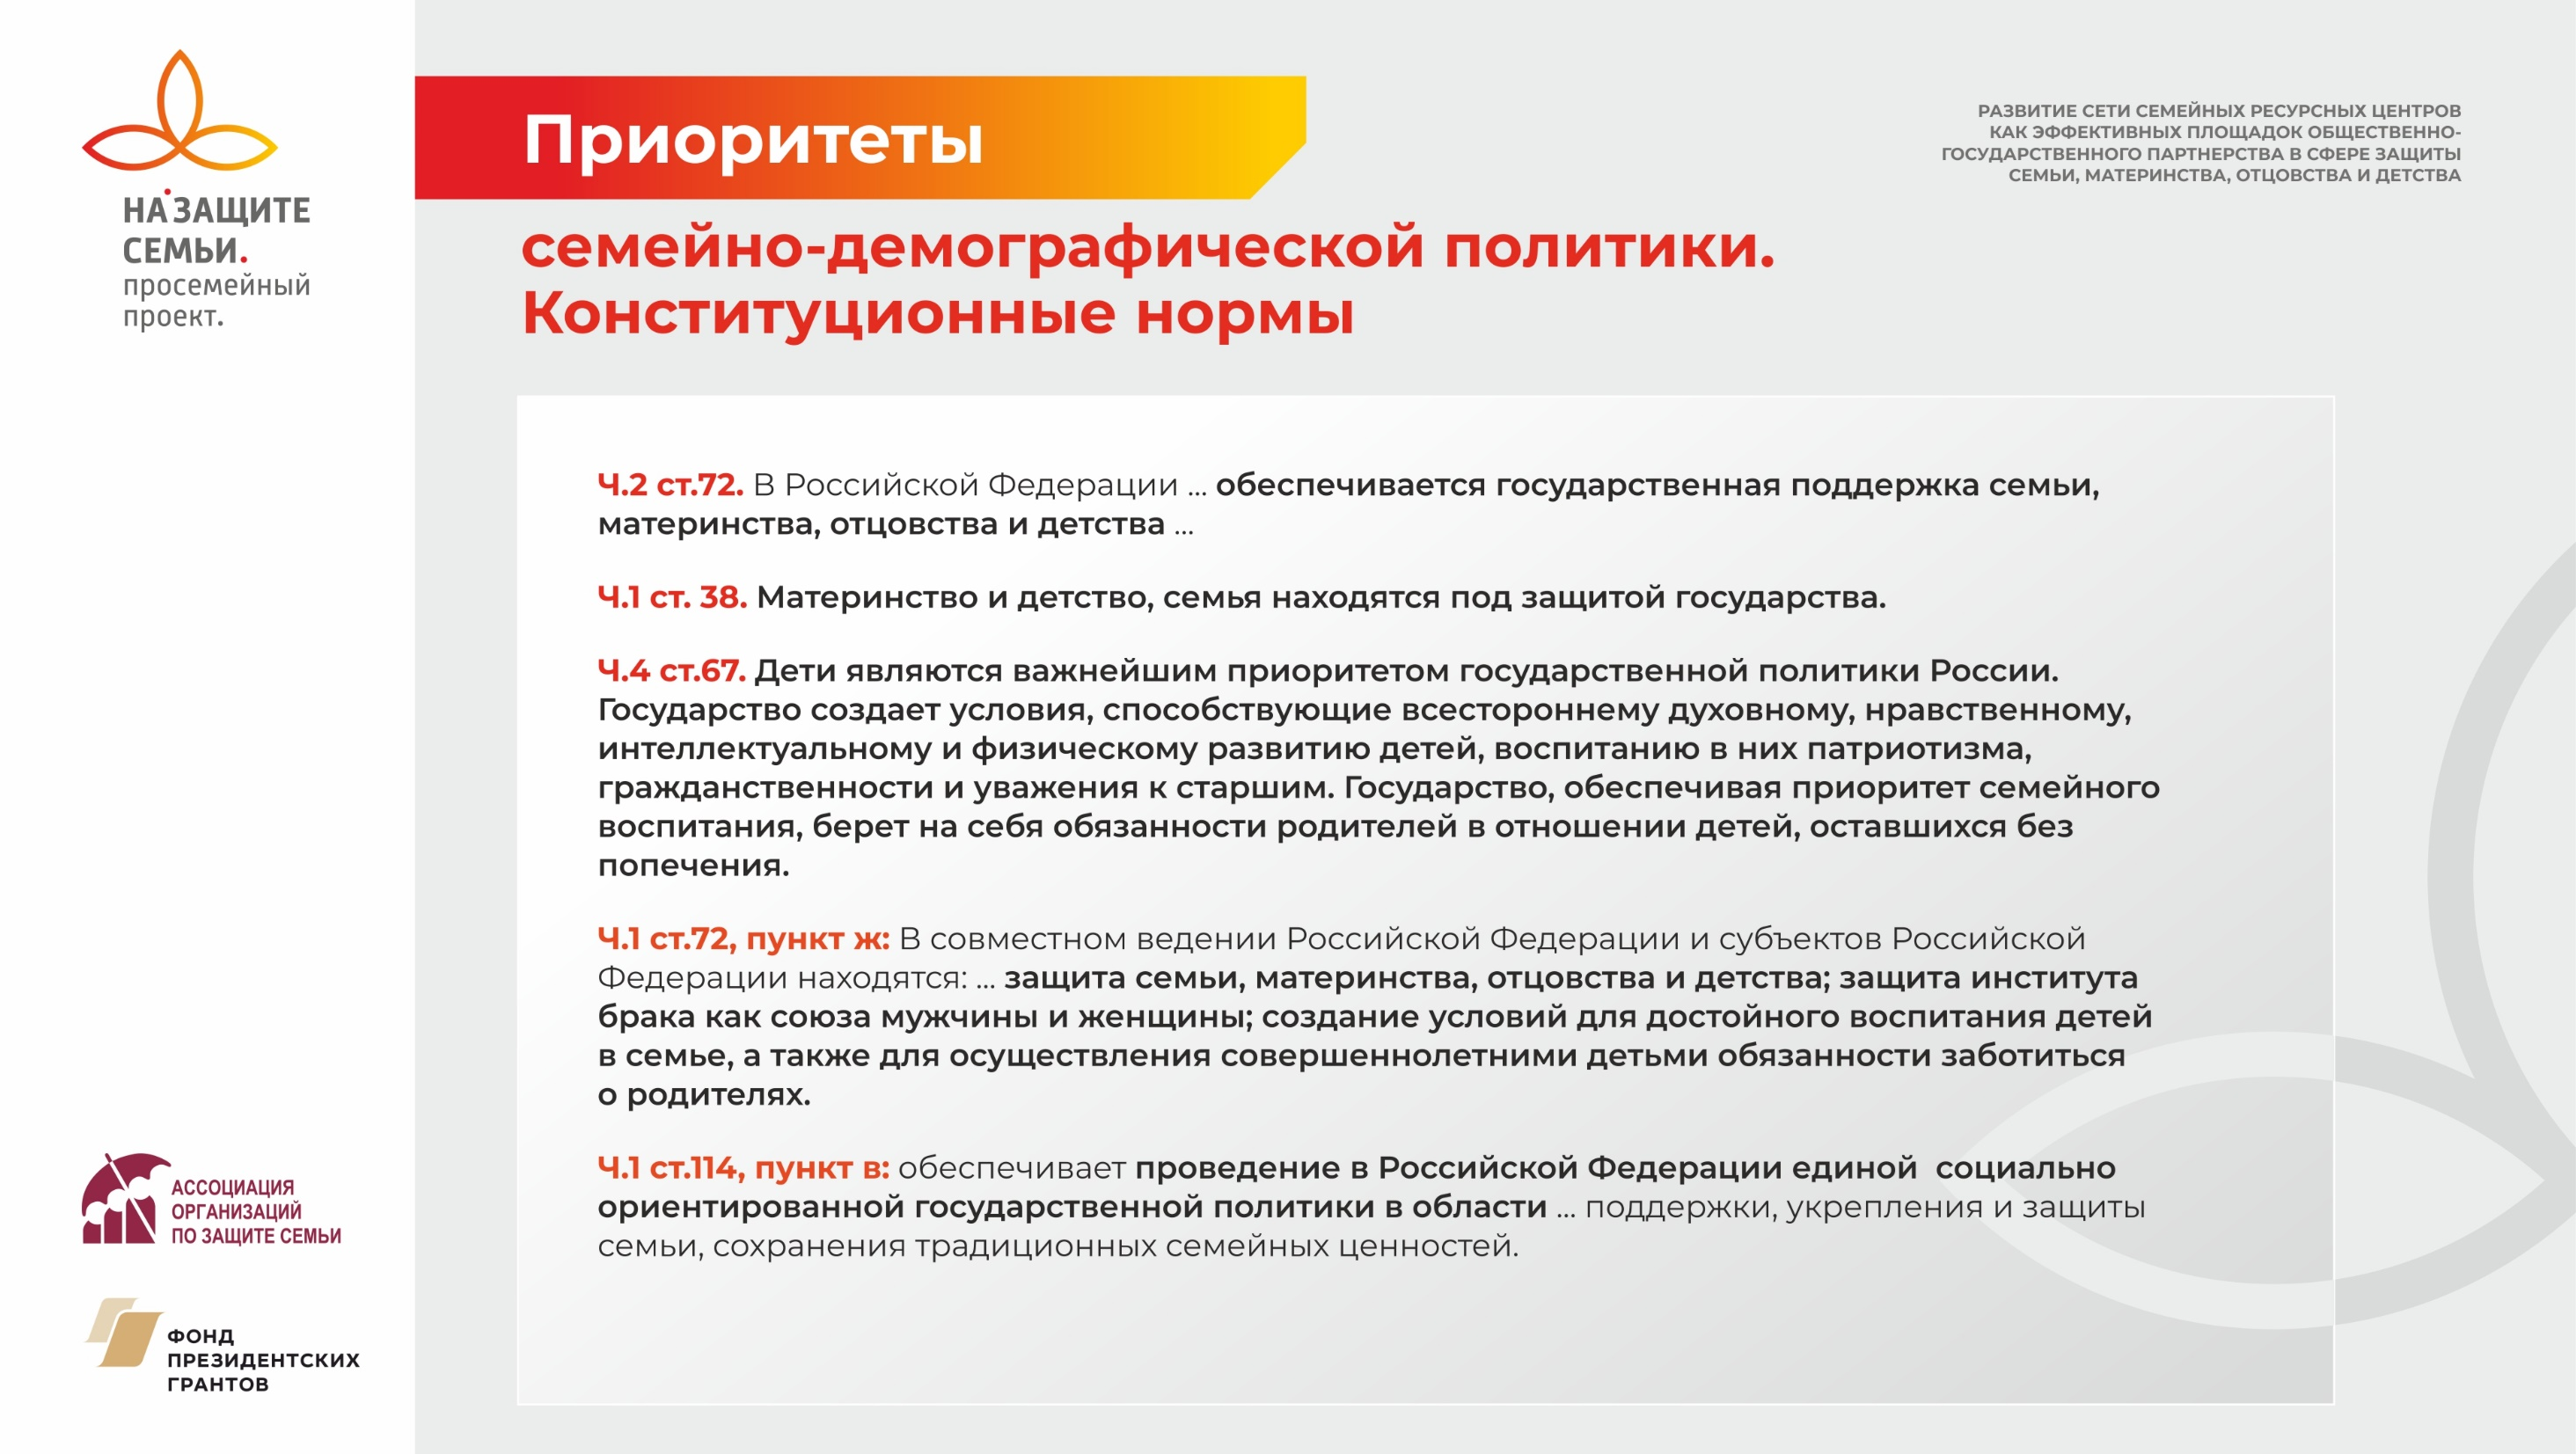 НА ЗАЩИТЕ
СЕМЬИ.
просемейный
проект.
Приоритеты
РАЗВИТИЕ СЕТИ СЕМЕЙНЫХ РЕСУРСНЫХ ЦЕНТРОВ
КАК ЭФФЕКТИВНЫХ ПЛОЩАДОК ОБЩЕСТВЕННО-
ГОСУДАРСТВЕННОГО ПАРТНЕРСТВА В СФЕРЕ ЗАЩИТЫ
СЕМЬИ, МАТЕРИНСТВА, ОТЦОВСТВА И ДЕТСТВА
семейно-демографической политики.
Конституционные нормы
Ч.2 ст.72. В Российской Федерации ... обеспечивается государственная поддержка семьи,
материнства, отцовства и детства ...
Ч.1 ст. 38. Материнство и детство, семья находятся под защитой государства.
Ч.4 ст.67. Дети являются важнейшим приоритетом государственной политики России.
Государство создает условия, способствующие всестороннему духовному, нравственному,
интеллектуальному и физическому развитию детей, воспитанию в них патриотизма,
гражданственности и уважения к старшим. Государство, обеспечивая приоритет семейного
воспитания, берет на себя обязанности родителей в отношении детей, оставшихся без
попечения.
Ч.1 ст.72, пункт ж: В совместном ведении Российской Федерации и субъектов Российской
Федерации находятся: ... защита семьи, материнства, отцовства и детства; защита института
брака как союза мужчины и женщины; создание условий для достойного воспитания детей
в семье, а также для осуществления совершеннолетними детьми обязанности заботиться
о родителях.
Ч.1 ст.114, пункт в: обеспечивает проведение в Российской Федерации единой социально
ориентированной государственной политики в области ... поддержки, укрепления и защиты
семьи, сохранения традиционных семейных ценностей.
АССОЦИАЦИЯ
ОРГАНИЗАЦИЙ
ПО ЗАЩИТЕ СЕМЬИ
ФОНД
ПРЕЗИДЕНТСКИХ
ГРАНТОВ